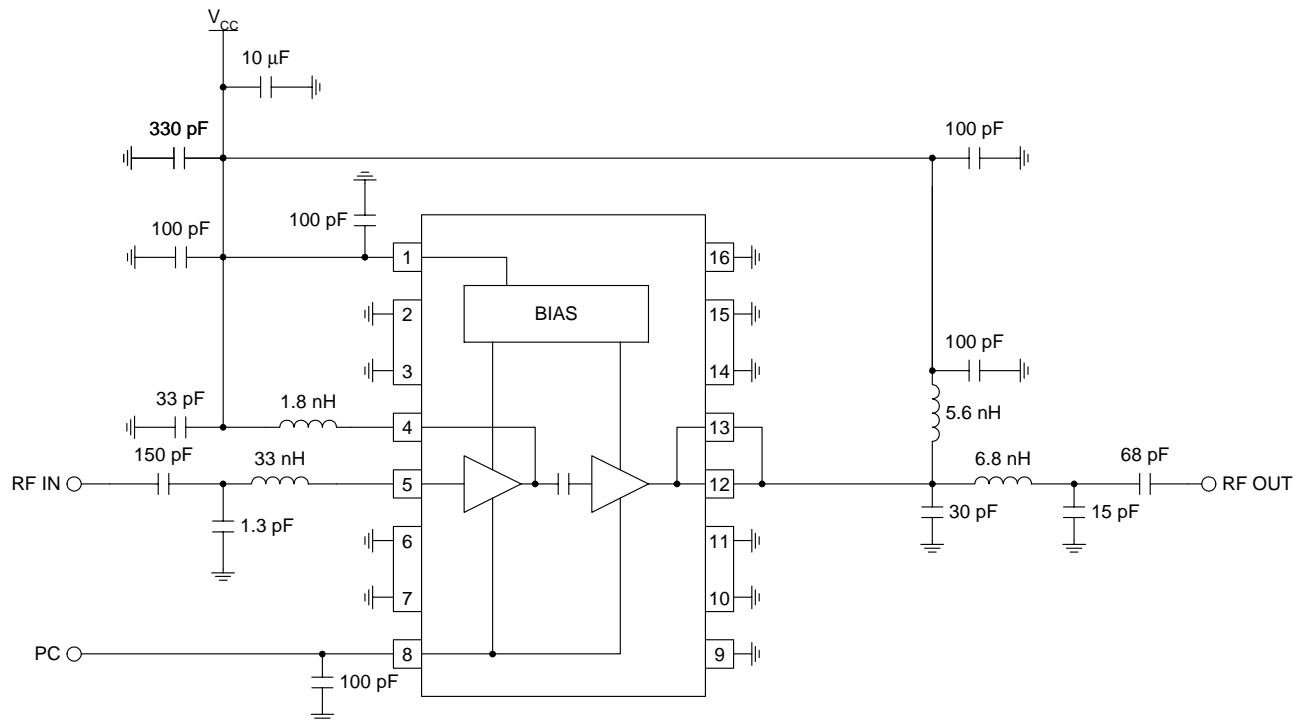 V_CC
10 μF
330 pF
100 pF
100 pF
100 pF
1
16
BIAS
2
15
3
14
100 pF
33 pF
1.8 nH
4
13
5.6 nH
150 pF
33 nH
6.8 nH
68 pF
RF IN
5
12
RF OUT
1.3 pF
30 pF
15 pF
6
11
7
10
PC
8
9
100 pF